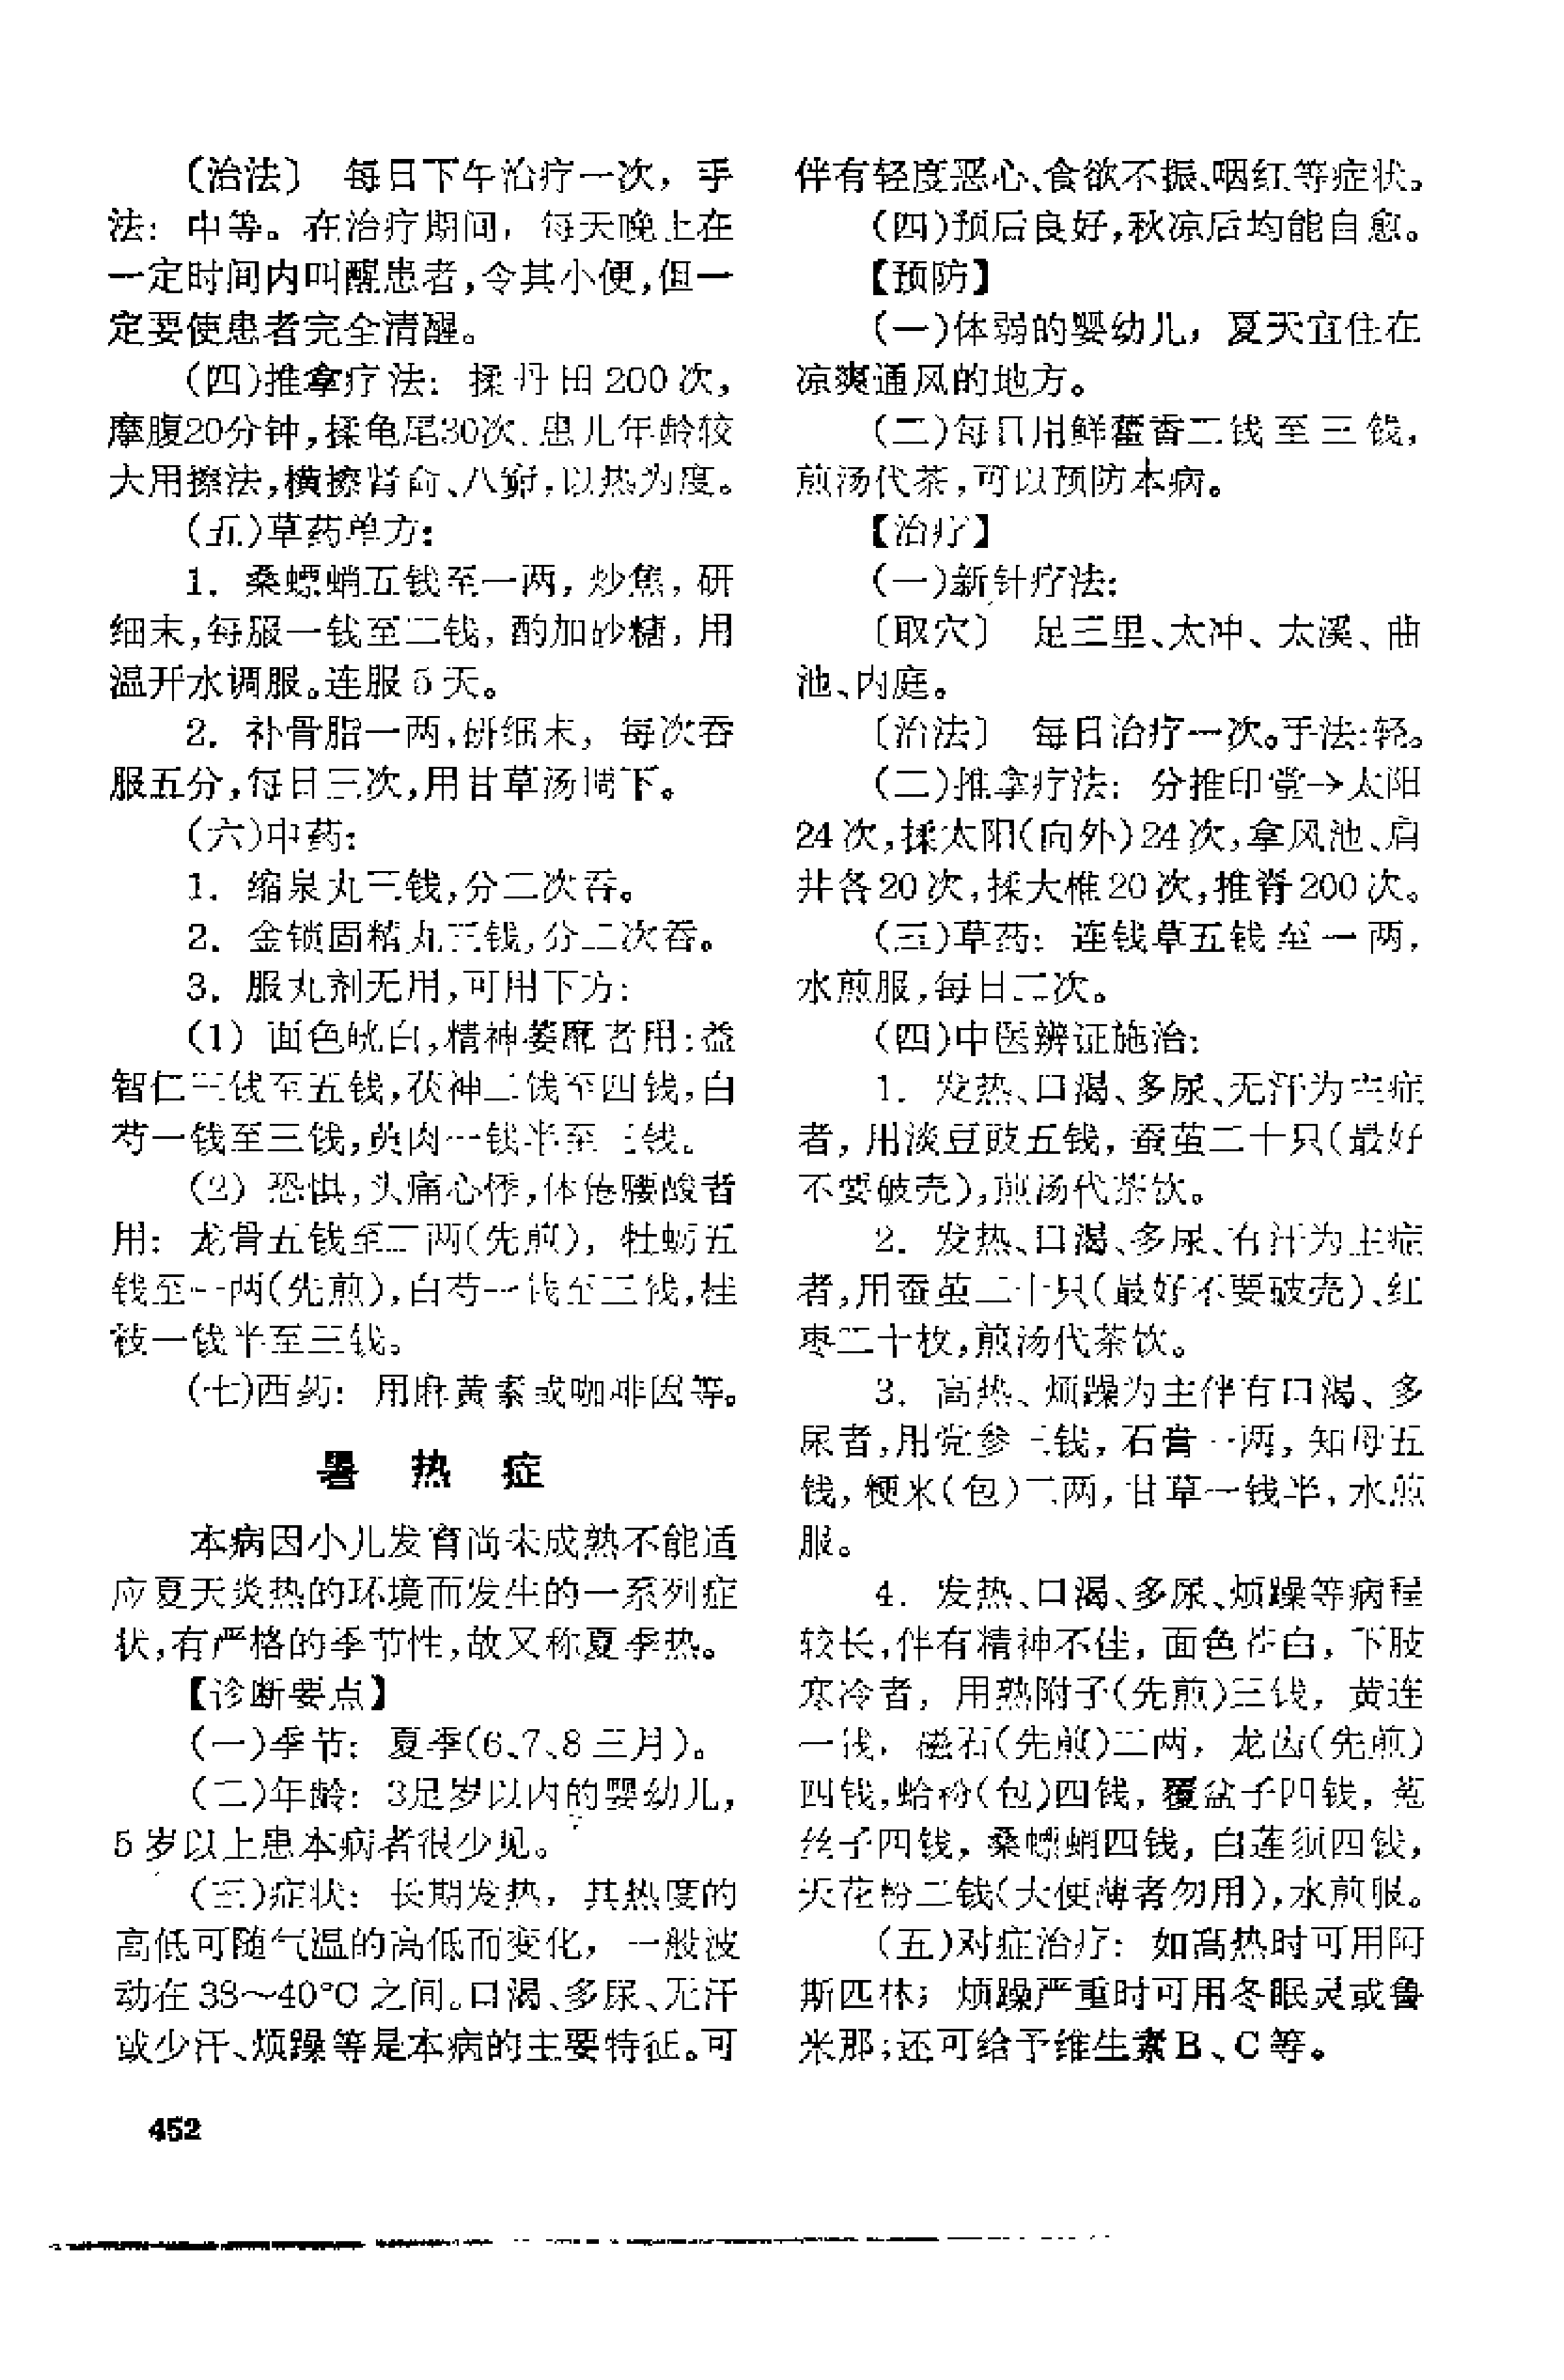 〔治法〕 每日下午治疗一次，手
法：中等。在治疗期间，每天晚上在
一定时间内叫醒患者，令其小便，但一
定要使患者完全清醒。
(四)推拿疗法：揉丹田200次，
摩腹20分钟，揉龟尾30次．患儿年龄较
大用擦法，横擦肾俞、八髎，以热为度。
(五)草药单方：
1．桑螵蛸五钱至一两，炒焦，研
细末，每服一钱至二钱，酌加砂糖，用
温开水调服。连服5天。
2．补骨脂一两，研细末，每次吞
服五分，每日三次，用甘草汤调下。
(六)中药：
1．缩泉丸三钱，分二次吞。
2．金锁固精丸三钱，分二次吞。
3．服丸剂无用，可用下方：
(1) 面色㿠白，精神萎靡者用：益
智仁三钱至五钱，茯神二钱至四钱，白
芍一钱至三钱，萸肉一钱半至三钱。
(2) 恐惧，头痛心悸，体倦腰酸者
用：龙骨五钱至二两(先煎)，牡蛎五
钱至一两(先煎)，白芍一钱至三钱，桂
枝一钱半至三钱。
(七)西药：用麻黄素或咖啡因等。
暑 热 症
本病因小儿发育尚未成熟不能适
应夏天炎热的环境而发生的一系列症
状，有严格的季节性，故又称夏季热。
【诊断要点】
(一)季节：夏季(6、7、8三月)。
(二)年龄：3足岁以内的婴幼儿，
5岁以上患本病者很少见。
(三)症状：长期发热，其热度的
高低可随气温的高低而变化，一般波
动在38～40°C之间。口渴、多尿、无汗
或少汗、烦躁等是本病的主要特征。可
伴有轻度恶心、食欲不振、咽红等症状。
(四)预后良好，秋凉后均能自愈。
【预防】
(一)体弱的婴幼儿，夏天宜住在
凉爽通风的地方。
(二)每日用鲜藿香二钱至三钱，
煎汤代茶，可以预防本病。
【治疗】
(一)新针疗法：
〔取穴〕 足三里、太冲、太溪、曲
池、内庭。
〔治法〕 每日治疗一次。手法：轻。
(二)推拿疗法：分推印堂→太阳
24次，揉太阳(向外)24次，拿风池、肩
井各20次，揉大椎20次，推脊200次。
(三)草药：连钱草五钱至一两，
水煎服，每日二次。
(四)中医辨证施治：
1．发热、口渴、多尿、无汗为主症
者，用淡豆豉五钱，蚕茧二十只(最好
不要破壳)，煎汤代茶饮。
2．发热、口渴、多尿、有汗为主症
者，用蚕茧二十只(最好不要破壳)、红
枣二十枚，煎汤代茶饮。
3．高热、烦躁为主伴有口渴、多
尿者，用党参三钱，石膏一两，知母五
钱，粳米(包)二两，甘草一钱半，水煎
服。
4．发热、口渴、多尿、烦躁等病程
较长，伴有精神不佳，面色苍白，下肢
寒冷者，用熟附子(先煎)三钱，黄连
一钱，磁石(先煎)二两，龙齿(先煎)
四钱，蛤粉(包)四钱，覆盆子四钱，菟
丝子四钱，桑螵蛸四钱，白莲须四钱，
天花粉二钱(大便薄者勿用)，水煎服。
(五)对症治疗：如高热时可用阿
斯匹林；烦躁严重时可用冬眠灵或鲁
米那；还可给予维生素B、C等。
452